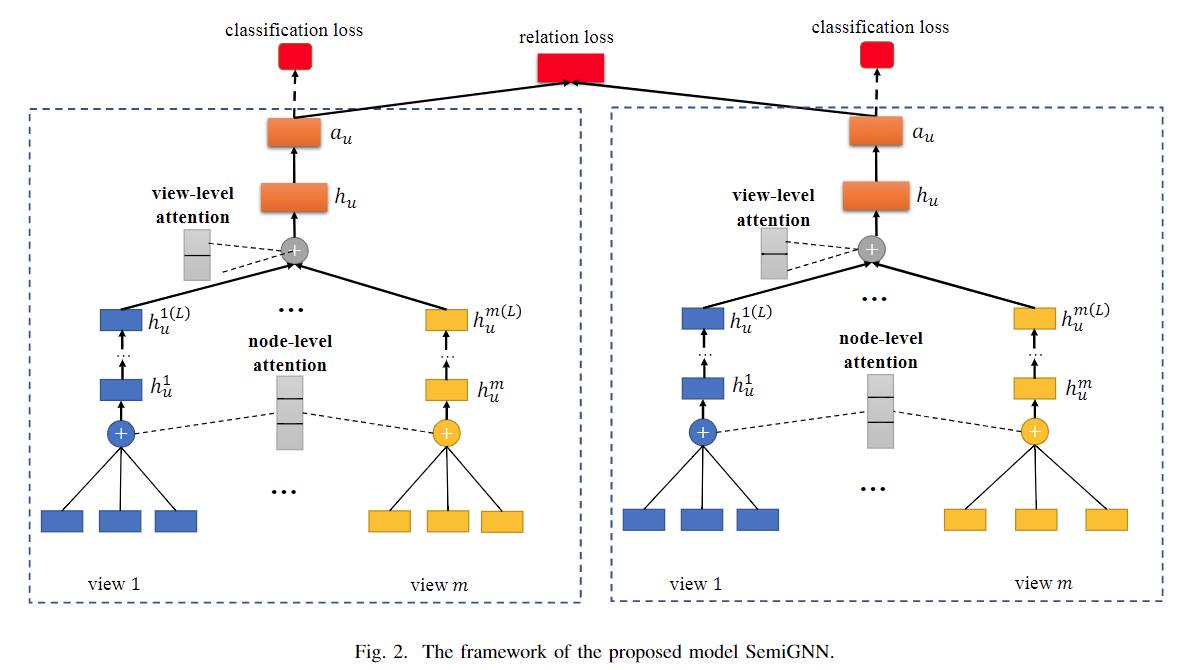 classification loss
relation loss
classification loss
a_u
a_u
view-level
attention
h_u
view-level
attention
h_u
+
+
...
...
h_u^{1(L)}
h_u^{m(L)}
h_u^{1(L)}
h_u^{m(L)}
node-level
attention
node-level
attention
...
...
...
...
h_u^1
h_u^m
h_u^1
h_u^m
+
+
+
+
...
...
view 1
view m
view 1
view m
Fig. 2. The framework of the proposed model SemiGNN.